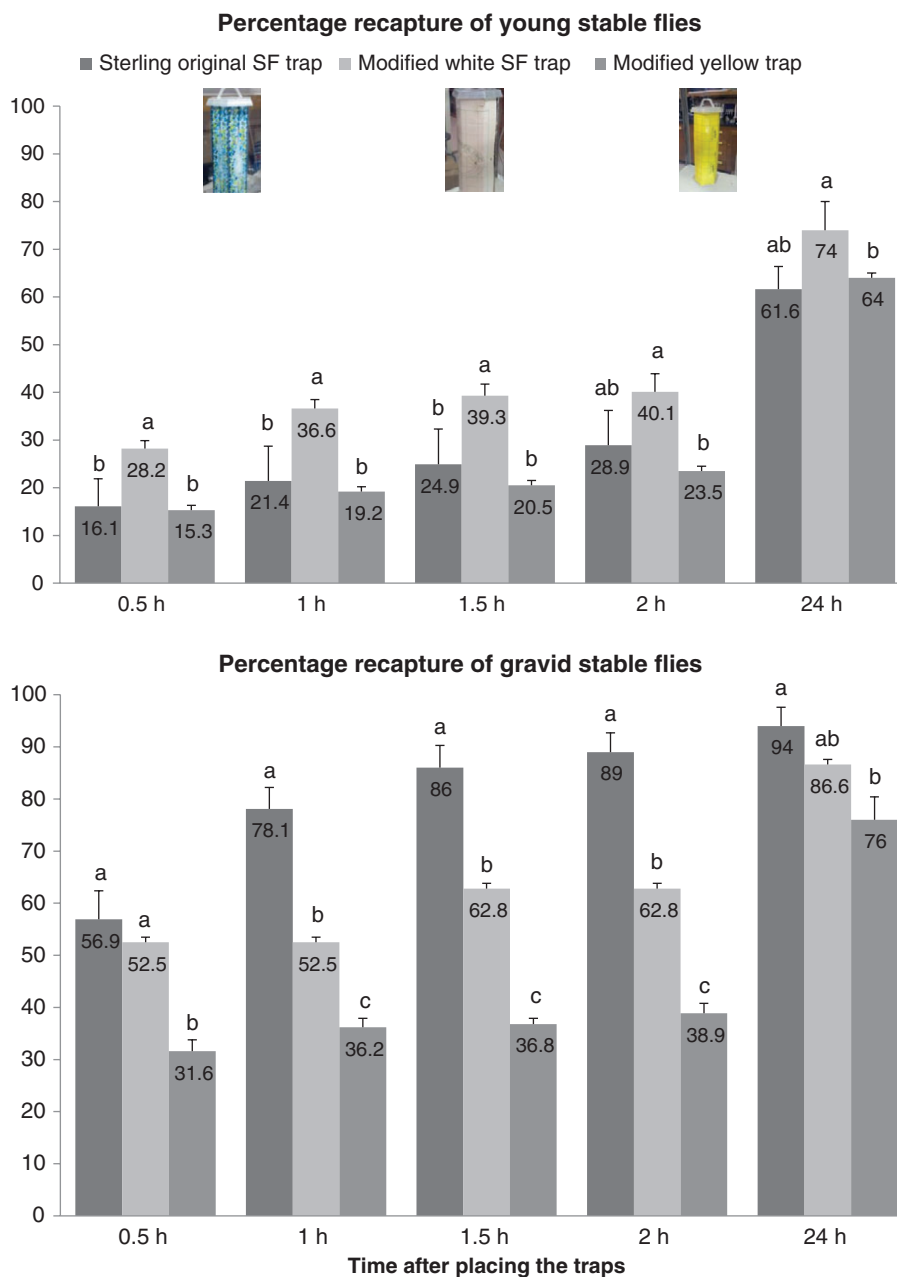 Percentage recapture of young stable flies
Sterling original SF trap Modified white SF trap Modified yellow trap
100
90
80
70
60
50
40
30
20
10
0
b a b
16.1 28.2 15.3
b a b
21.4 36.6 19.2
b a b
24.9 39.3 20.5
ab a b
28.9 40.1 23.5
ab a b
61.6 74 64
0.5 h 1 h 1.5 h 2 h 24 h
Percentage recapture of gravid stable flies
100
90
80
70
60
50
40
30
20
10
0
a a b
56.9 52.5 31.6
a b c
78.1 52.5 36.2
a b c
86 62.8 36.8
a b c
89 62.8 38.9
a ab b
94 86.6 76
0.5 h 1 h 1.5 h 2 h 24 h
Time after placing the traps